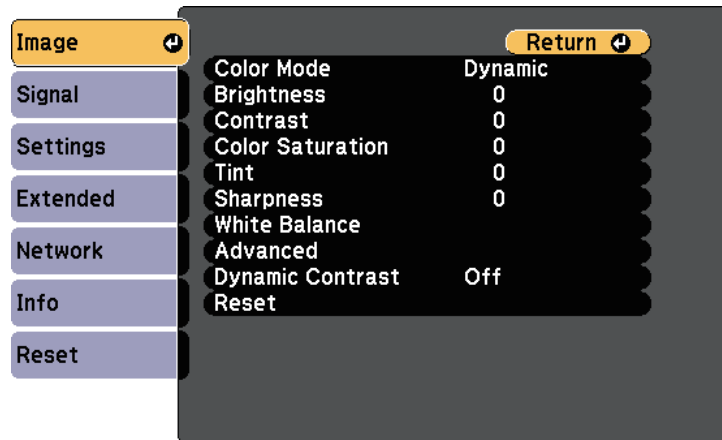 Image
Signal
Settings
Extended
Network
Info
Reset
Return
Color Mode Dynamic
Brightness 0
Contrast 0
Color Saturation 0
Tint 0
Sharpness 0
White Balance
Advanced
Dynamic Contrast Off
Reset